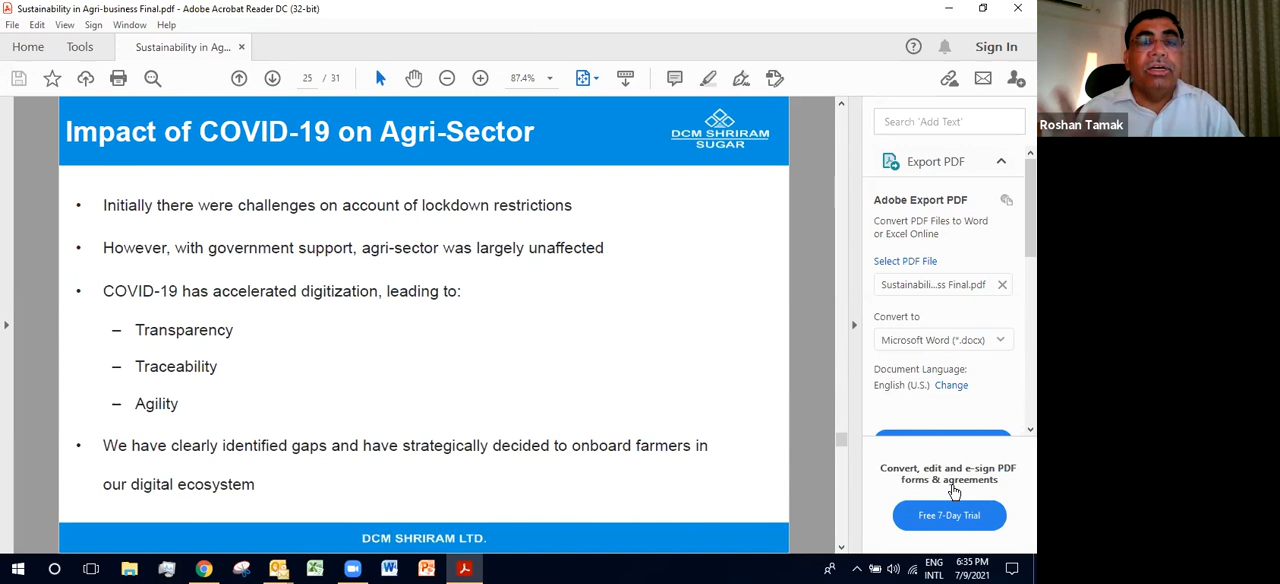 Sustainability in Agri-business Final.pdf - Adobe Acrobat Reader DC (32-bit)
File Edit View Sign Window Help
Home Tools Sustainability in Ag... × Sign In
25 / 31 87.4%
Impact of COVID-19 on Agri-Sector
DCM SHRIRAM
SUGAR
• Initially there were challenges on account of lockdown restrictions
• However, with government support, agri-sector was largely unaffected
• COVID-19 has accelerated digitization, leading to:
– Transparency
– Traceability
– Agility
• We have clearly identified gaps and have strategically decided to onboard farmers in
our digital ecosystem
DCM SHRIRAM LTD.
Search 'Add Text'
Export PDF
Adobe Export PDF
Convert PDF Files to Word
or Excel Online
Select PDF File
Sustainabili...ss Final.pdf
Convert to
Microsoft Word (*.docx)
Document Language:
English (U.S.) Change
Convert, edit and e-sign PDF
forms & agreements
Free 7-Day Trial
Roshan Tamak
ENG
INTL
6:35 PM
7/9/2021